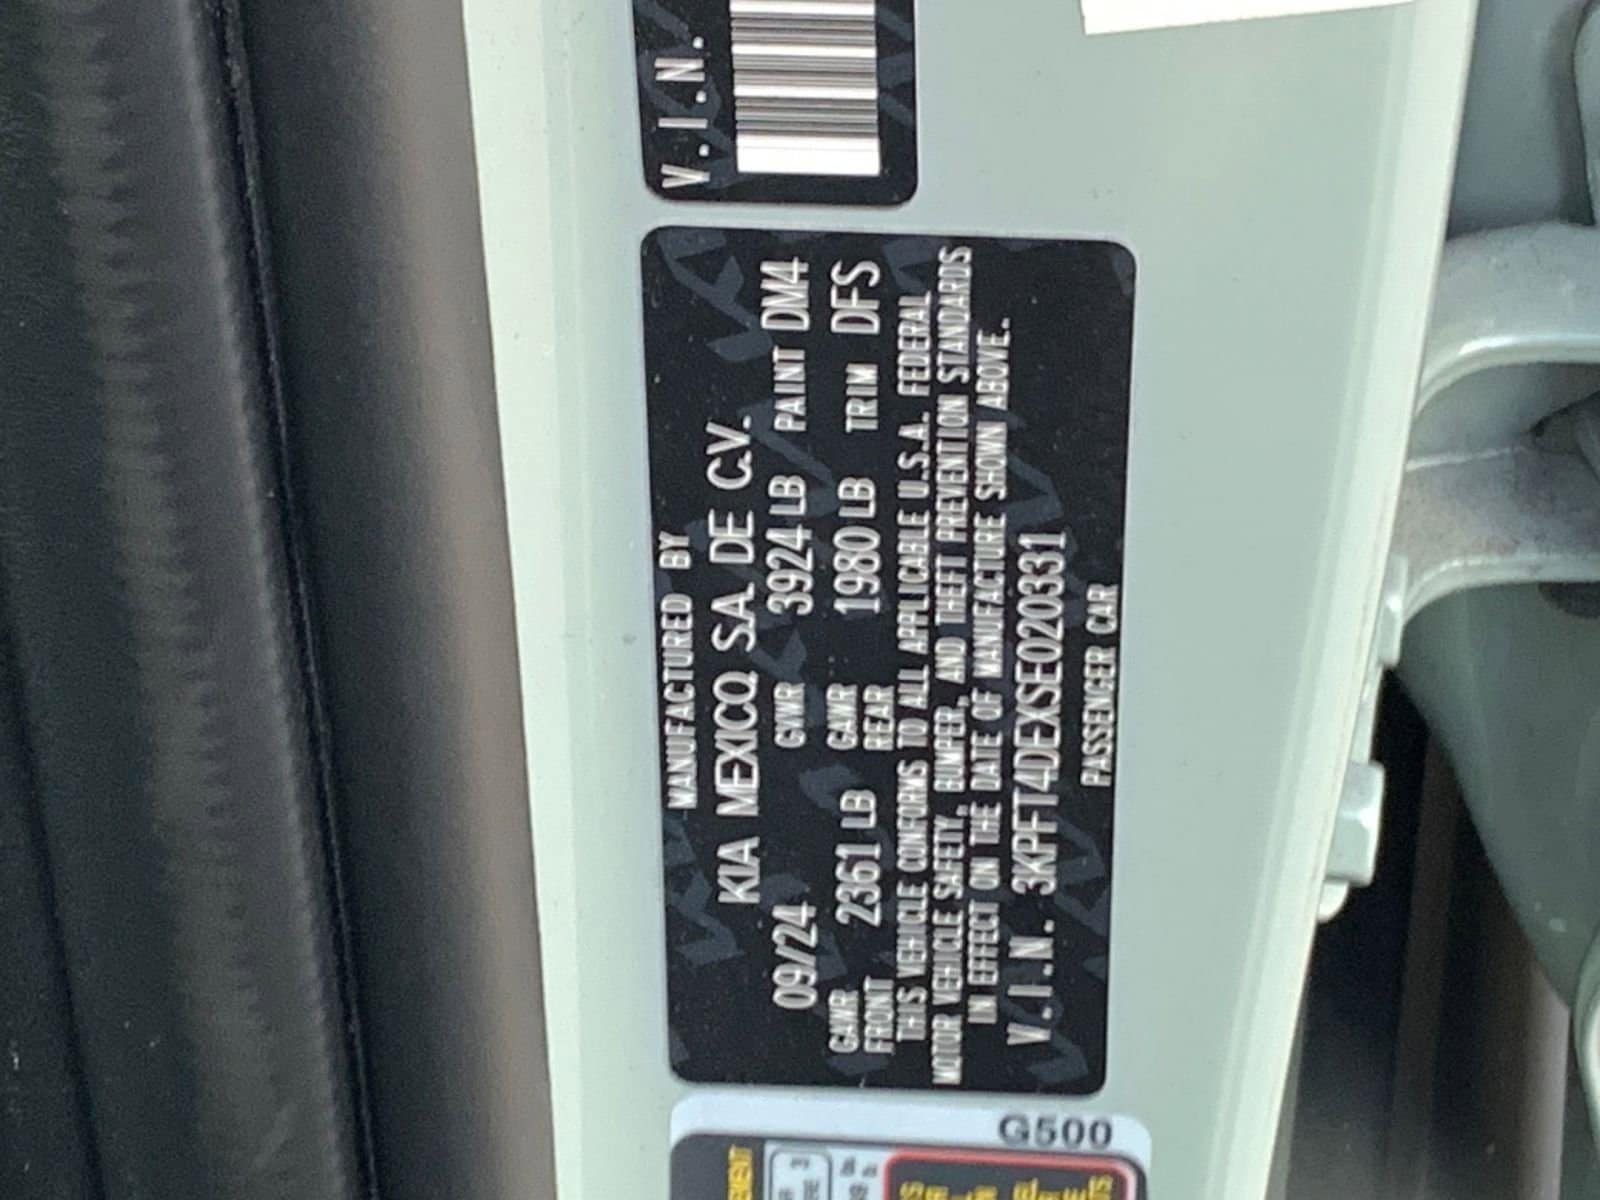 V.I.N.
MANUFACTURED BY
KIA MEXICO, S.A. DE C.V.
09/24 GVWR 3924 LB PAINT DM4
GAWR FRONT 2361 LB GAWR REAR 1980 LB TRIM DFS
THIS VEHICLE CONFORMS TO ALL APPLICABLE U.S.A. FEDERAL
MOTOR VEHICLE SAFETY, BUMPER, AND THEFT PREVENTION STANDARDS
IN EFFECT ON THE DATE OF MANUFACTURE SHOWN ABOVE.
V.I.N. 3KPFT4DEXSE020331
PASSENGER CAR
G500